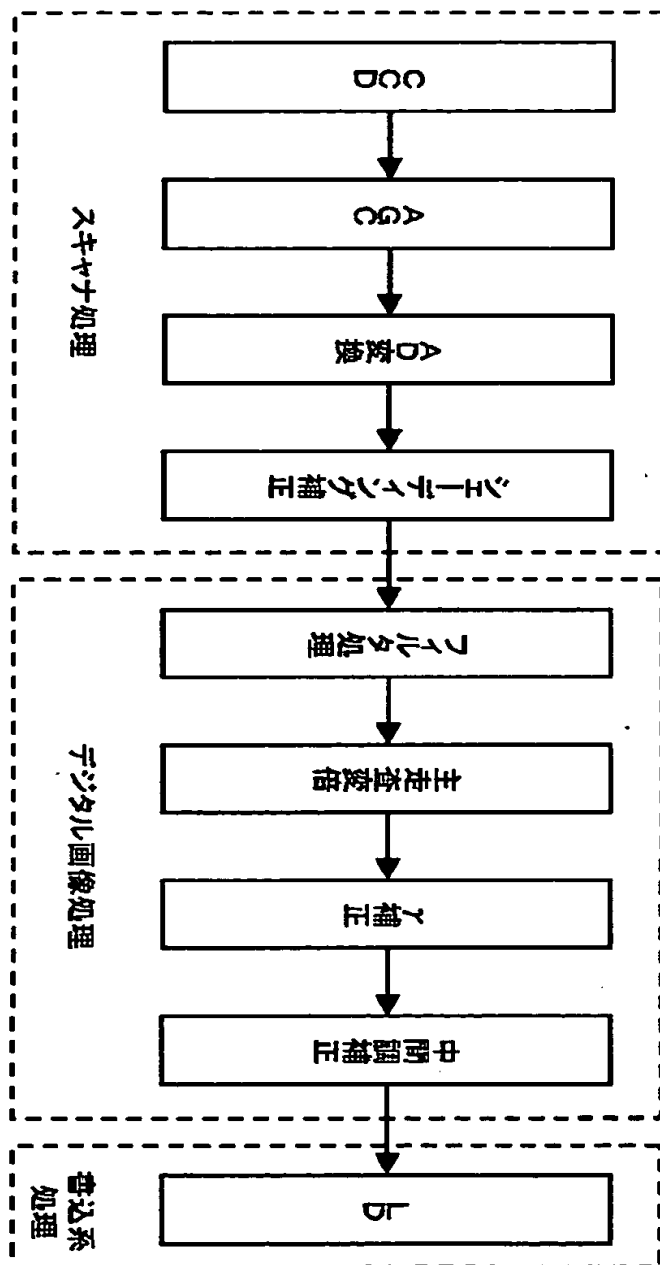 スキャナ処理
CCD
AGC
AD変換
シェーディング補正
デジタル画像処理
フィルタ処理
主走査変倍
γ補正
中間調補正
書込系
処理
LD